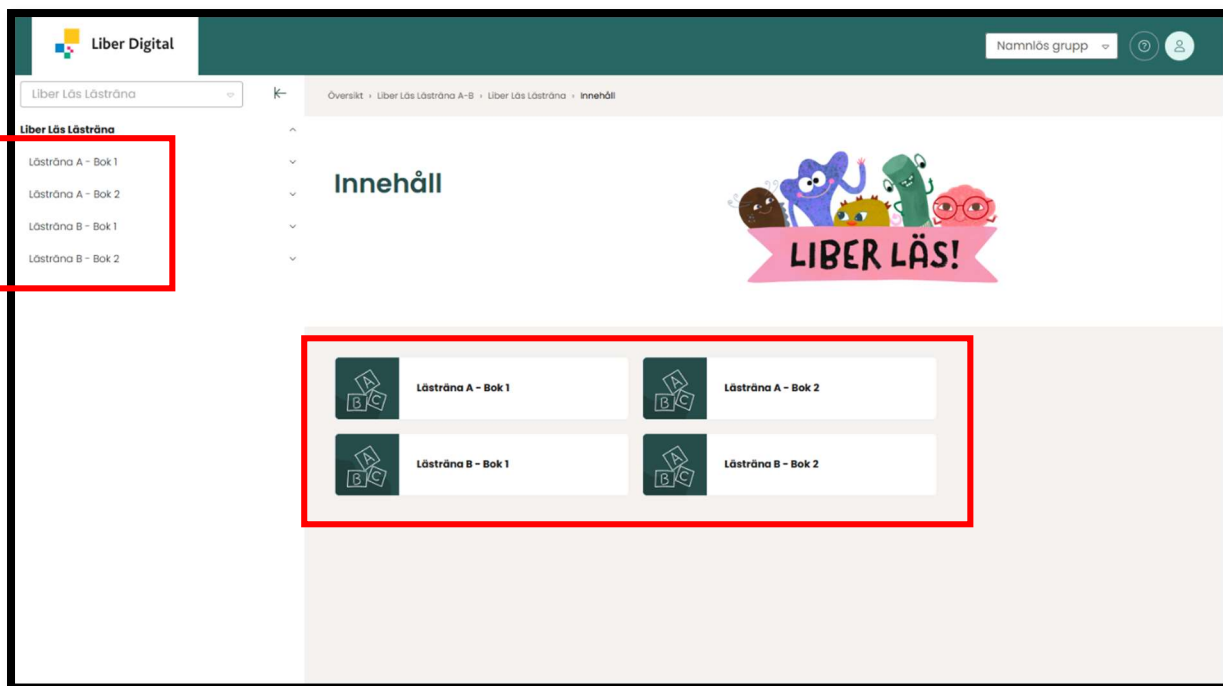 Liber Digital
Namnlös grupp
Liber Läs Lästräna
Översikt › Liber Läs Lästräna A-B › Liber Läs Lästräna › Innehåll
Liber Läs Lästräna
Lästräna A - Bok 1
Lästräna A - Bok 2
Lästräna B - Bok 1
Lästräna B - Bok 2
Innehåll
LIBER LÄS!
A
B C
Lästräna A - Bok 1
A
B C
Lästräna A - Bok 2
A
B C
Lästräna B - Bok 1
A
B C
Lästräna B - Bok 2